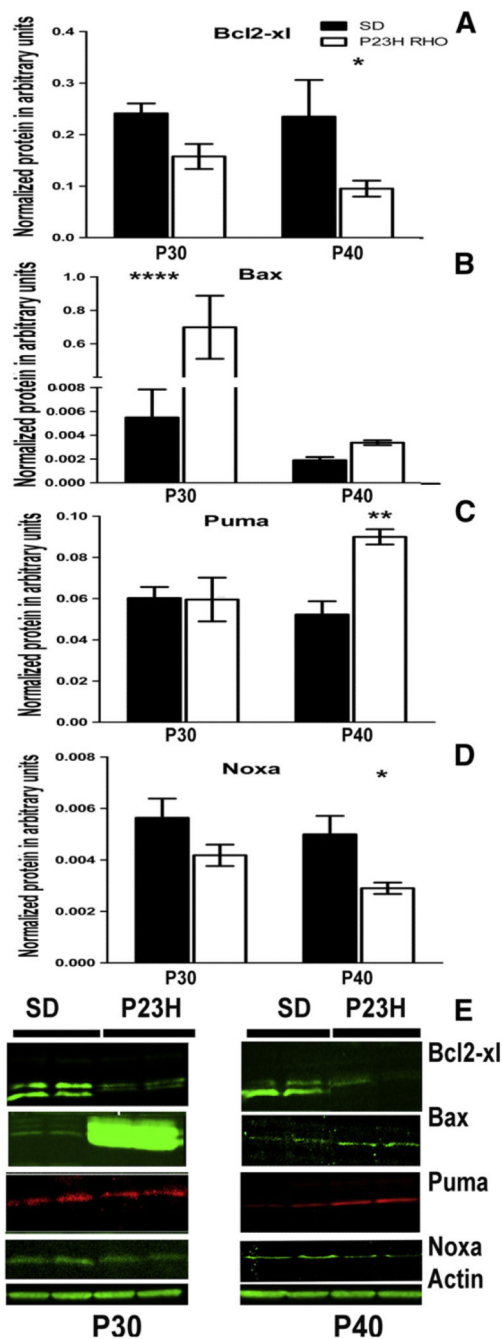 A
Bcl2-xl
SD
P23H RHO
*
Normalized protein in arbitrary units
0.4
0.3
0.2
0.1
0.0
P30
P40
B
Bax
****
Normalized protein in arbitrary units
1.0
0.8
0.6
0.008
0.006
0.004
0.002
0.000
P30
P40
C
Puma
**
Normalized protein in arbitrary units
0.10
0.08
0.06
0.04
0.02
0.00
P30
P40
D
Noxa
*
Normalized protein in arbitrary units
0.008
0.006
0.004
0.002
0.000
P30
P40
SD P23H SD P23H E
Bcl2-xl
Bax
Puma
Noxa
Actin
P30 P40